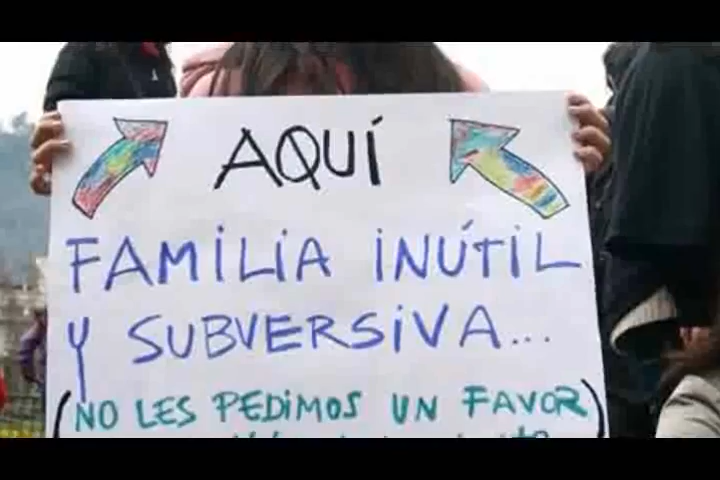 AQUÍ
FAMILIA INÚTIL
Y SUBVERSIVA...
(NO LES PEDIMOS UN FAVOR